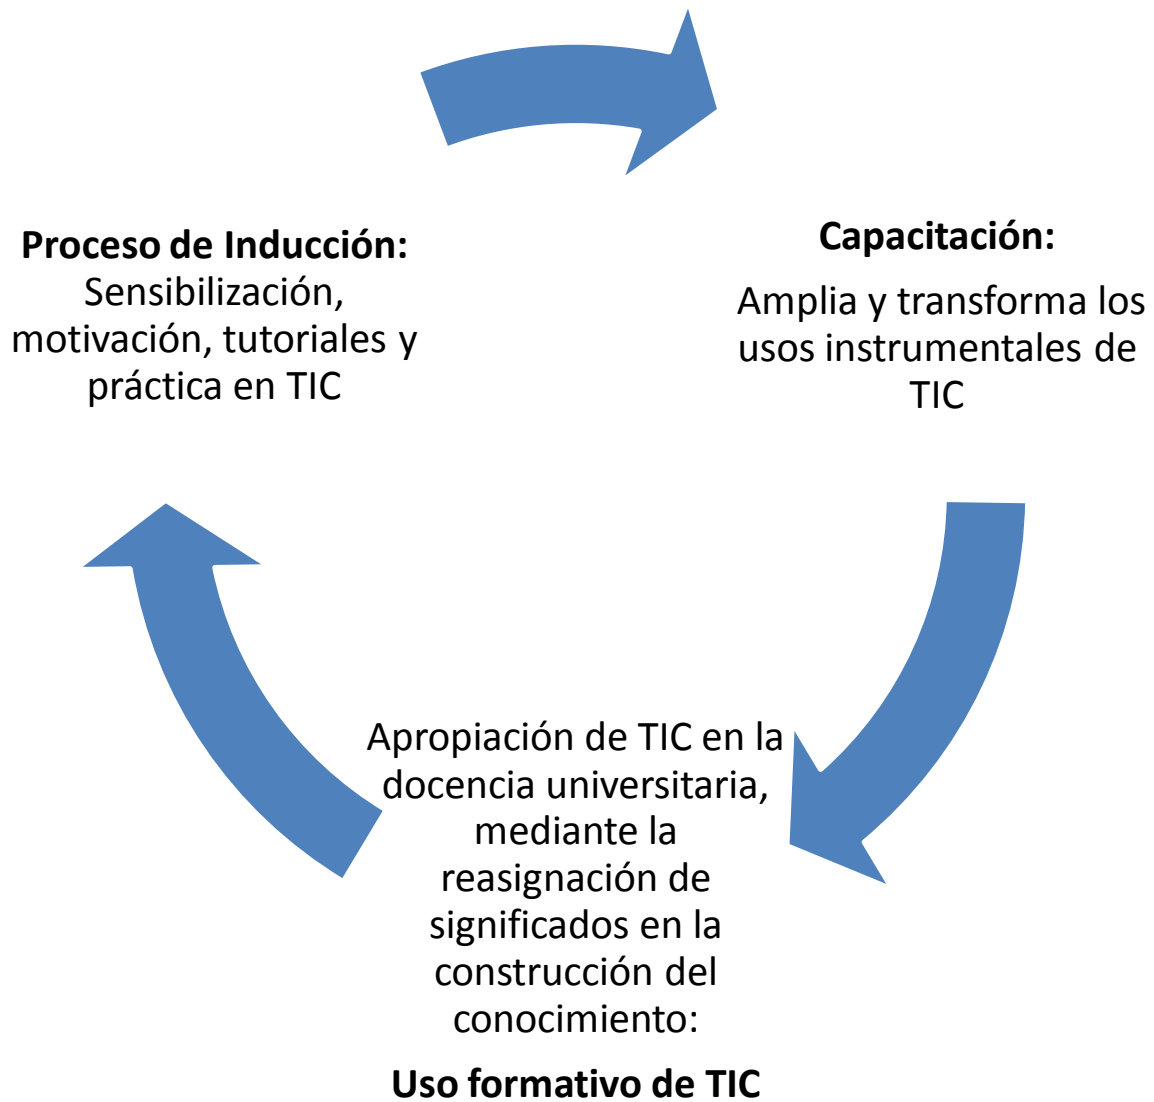 Proceso de Inducción:
Sensibilización,
motivación, tutoriales y
práctica en TIC
Capacitación:
Amplia y transforma los
usos instrumentales de
TIC
Apropiación de TIC en la
docencia universitaria,
mediante la
reasignación de
significados en la
construcción del
conocimiento:
Uso formativo de TIC